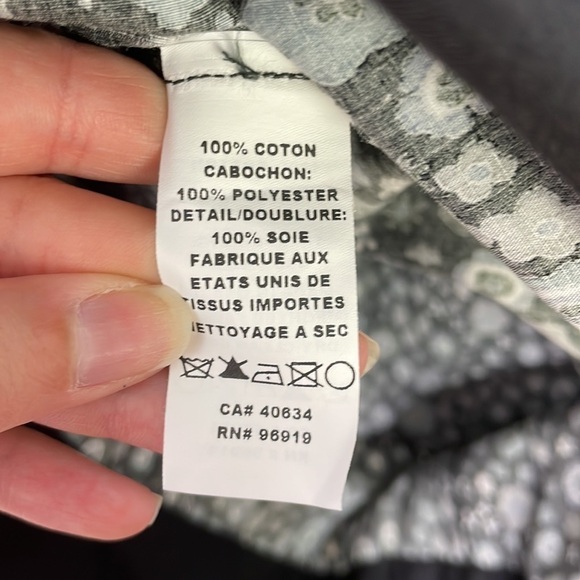 100% COTON
CABOCHON:
100% POLYESTER
DETAIL/DOUBLURE:
100% SOIE
FABRIQUE AUX
ETATS UNIS DE
TISSUS IMPORTES
NETTOYAGE A SEC
CA# 40634
RN# 96919